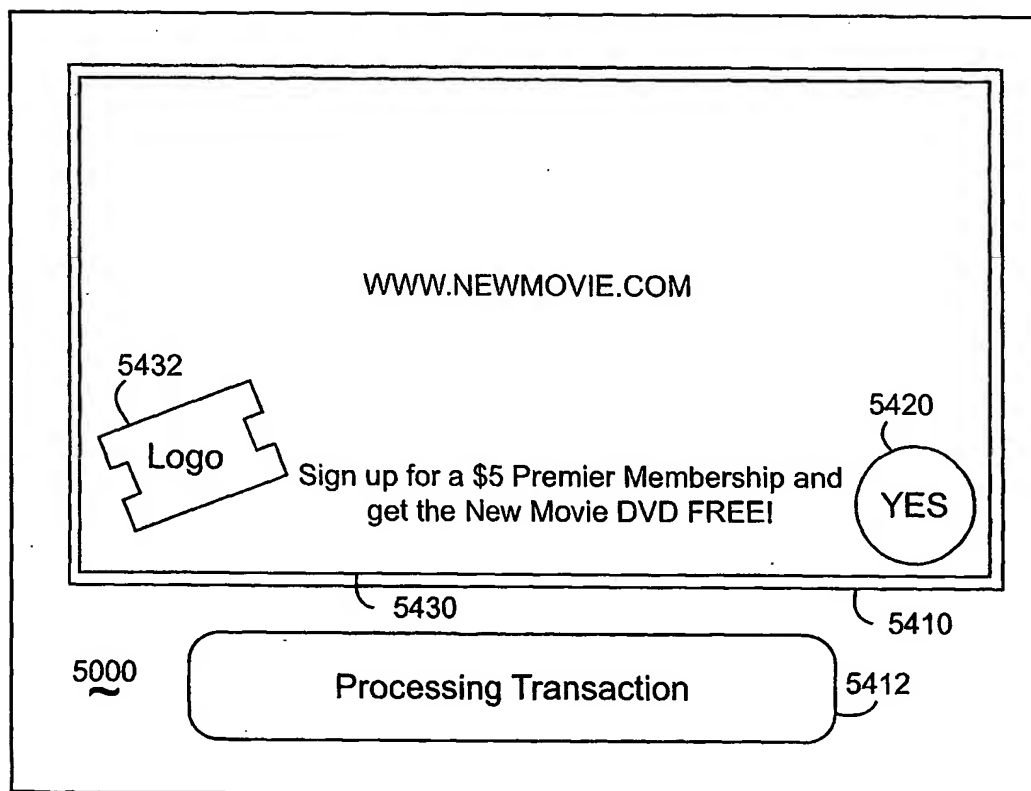 WWW.NEWMOVIE.COM
5432
Logo
5420
Sign up for a $5 Premier Membership and
get the New Movie DVD FREE!
YES
5430
5410
5000
Processing Transaction
5412